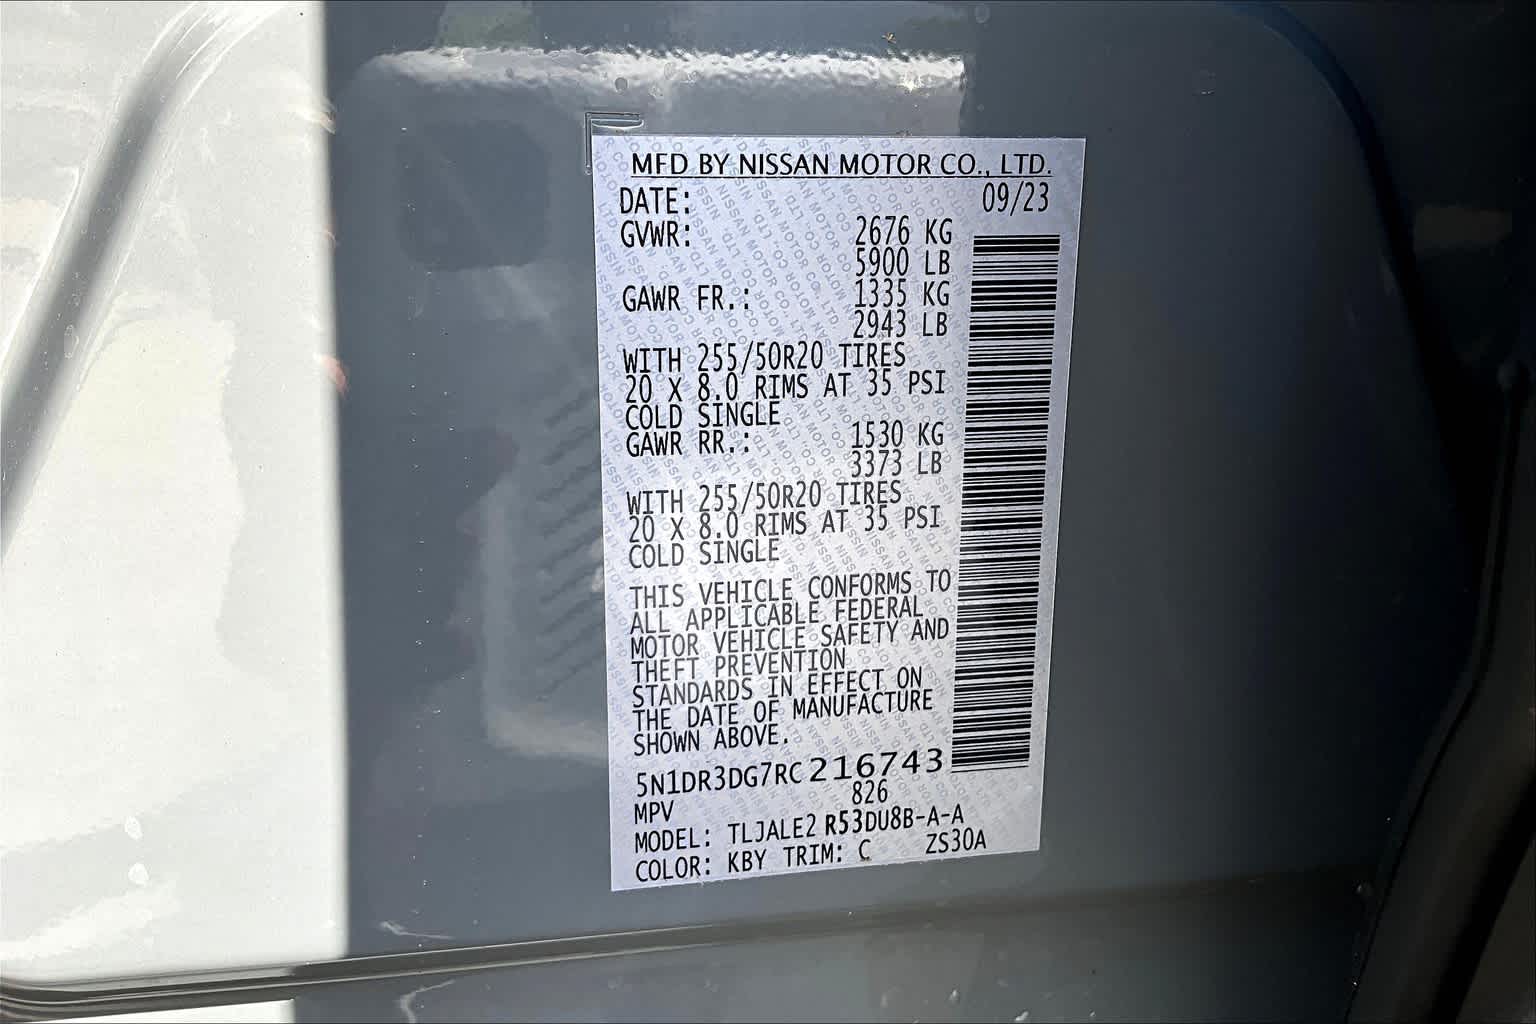 MFD BY NISSAN MOTOR CO., LTD.
DATE: 09/23
GVWR: 2676 KG
5900 LB
GAWR FR.: 1335 KG
2943 LB
WITH 255/50R20 TIRES
20 X 8.0 RIMS AT 35 PSI
COLD SINGLE
GAWR RR.: 1530 KG
3373 LB
WITH 255/50R20 TIRES
20 X 8.0 RIMS AT 35 PSI
COLD SINGLE
THIS VEHICLE CONFORMS TO
ALL APPLICABLE FEDERAL
MOTOR VEHICLE SAFETY AND
THEFT PREVENTION
STANDARDS IN EFFECT ON
THE DATE OF MANUFACTURE
SHOWN ABOVE.
5N1DR3DG7RC216743
MPV 826
MODEL: TLJALE2 R53DU8B-A-A
COLOR: KBY TRIM: C ZS30A